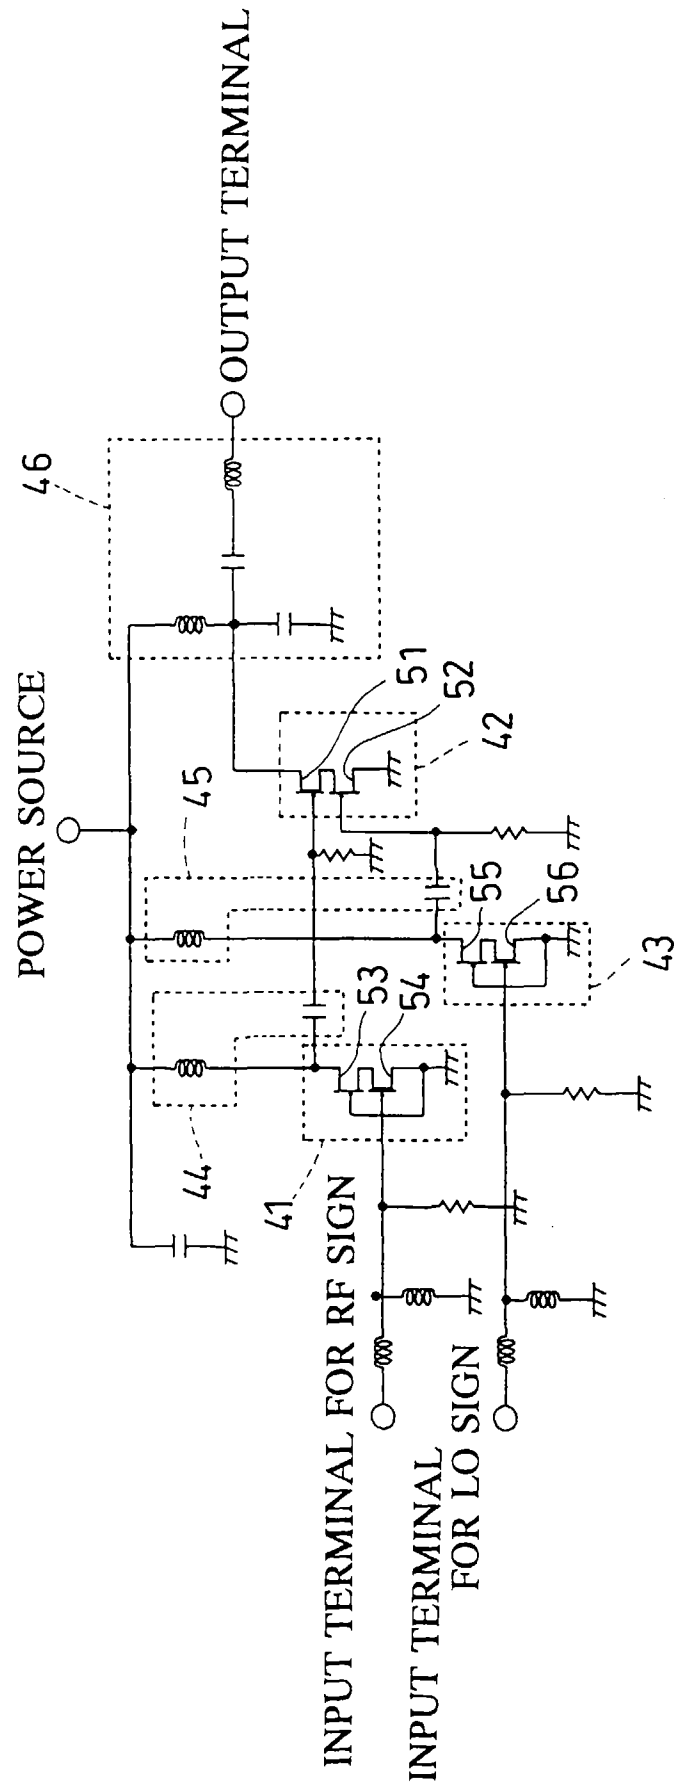 POWER SOURCE
OUTPUT TERMINAL
46
45
44
51
52
42
53
54
41
55
56
43
INPUT TERMINAL FOR RF SIGN
INPUT TERMINAL
FOR LO SIGN